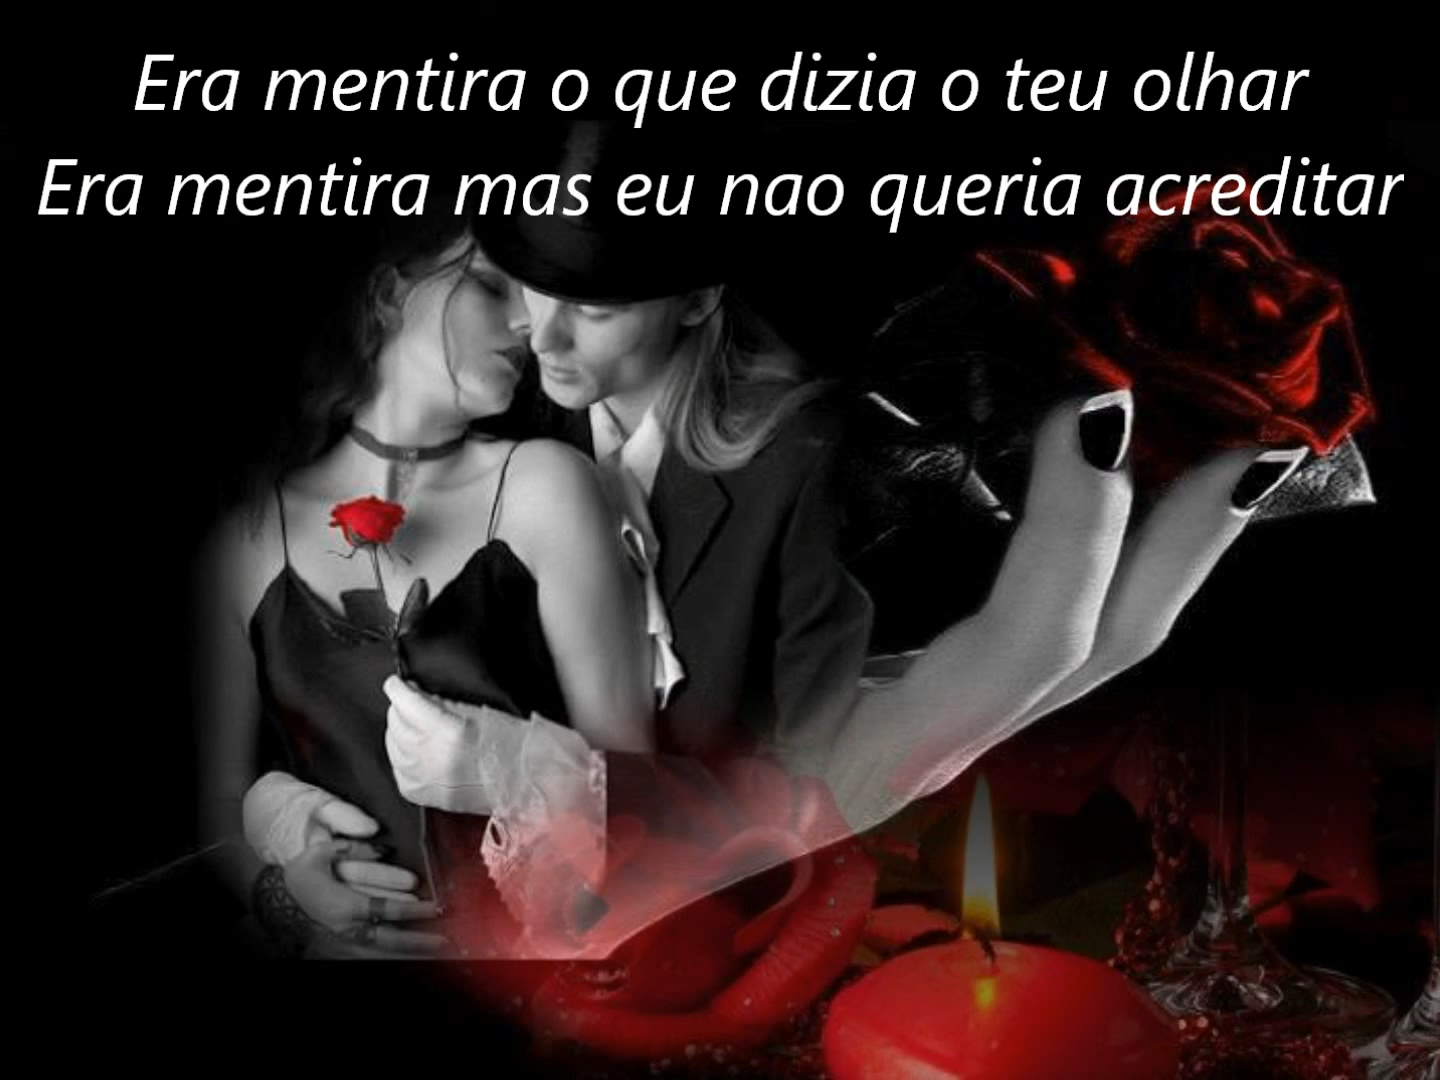 Era mentira o que dizia o teu olhar
Era mentira mas eu nao queria acreditar